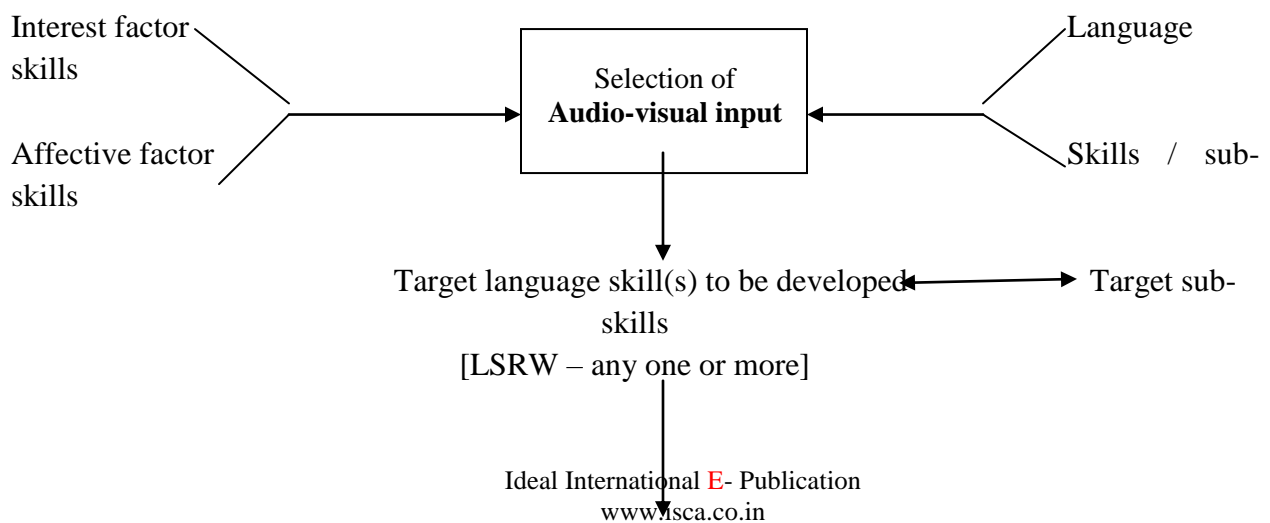 Interest factor
skills
Affective factor
skills
Selection of
Audio-visual input
Language
Skills / sub-
Target language skill(s) to be developed
Target sub-
skills
[LSRW – any one or more]
Ideal International E- Publication
www.isca.co.in